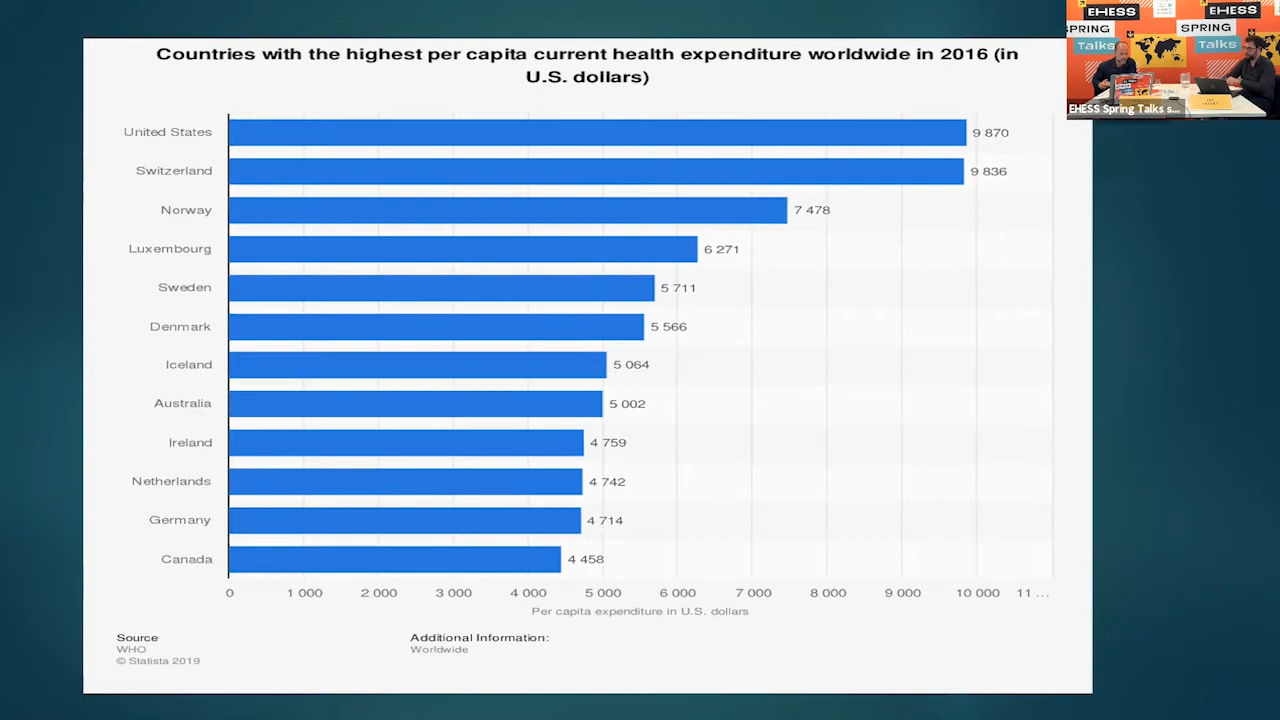 Countries with the highest per capita current health expenditure worldwide in 2016 (in
U.S. dollars)
United States 9 870
Switzerland 9 836
Norway 7 478
Luxembourg 6 271
Sweden 5 711
Denmark 5 566
Iceland 5 064
Australia 5 002
Ireland 4 759
Netherlands 4 742
Germany 4 714
Canada 4 458
0 1 000 2 000 3 000 4 000 5 000 6 000 7 000 8 000 9 000 10 000 11 ...
Per capita expenditure in U.S. dollars
Source
WHO
© Statista 2019
Additional Information:
Worldwide
EHESS
EHESS
SPRING
SPRING
Talks
Talks
EHESS Spring Talks s...